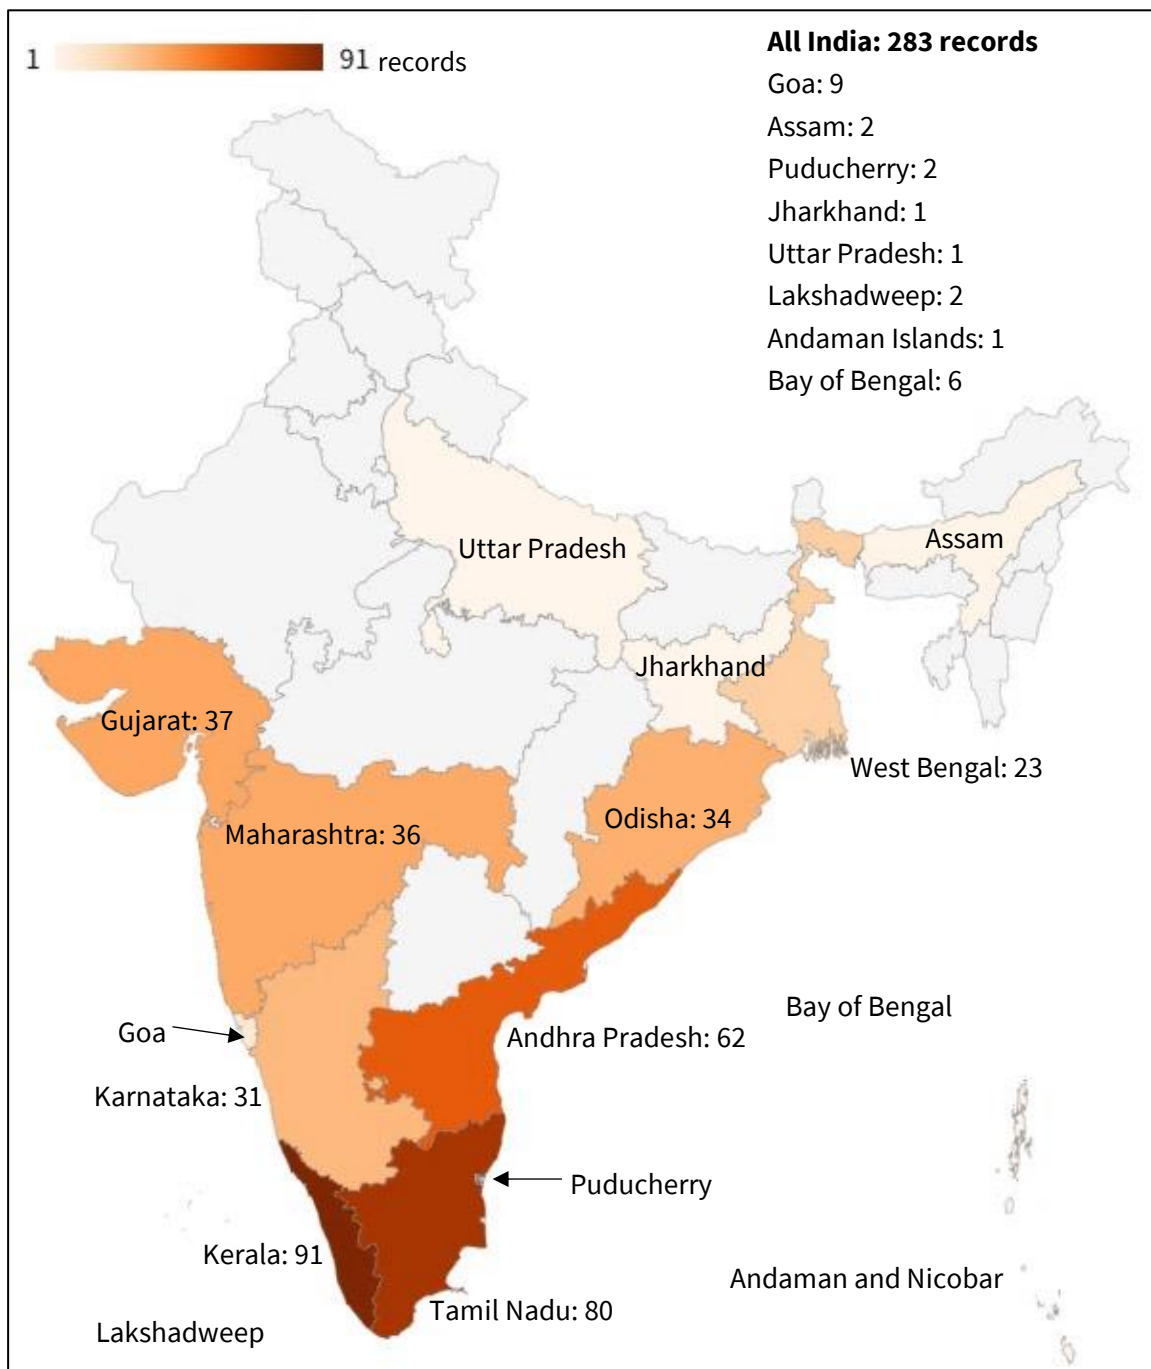 1 91 records
All India: 283 records
Goa: 9
Assam: 2
Puducherry: 2
Jharkhand: 1
Uttar Pradesh: 1
Lakshadweep: 2
Andaman Islands: 1
Bay of Bengal: 6
Uttar Pradesh
Assam
Jharkhand
Gujarat: 37
West Bengal: 23
Maharashtra: 36
Odisha: 34
Bay of Bengal
Goa
Andhra Pradesh: 62
Karnataka: 31
Puducherry
Kerala: 91
Andaman and Nicobar
Tamil Nadu: 80
Lakshadweep